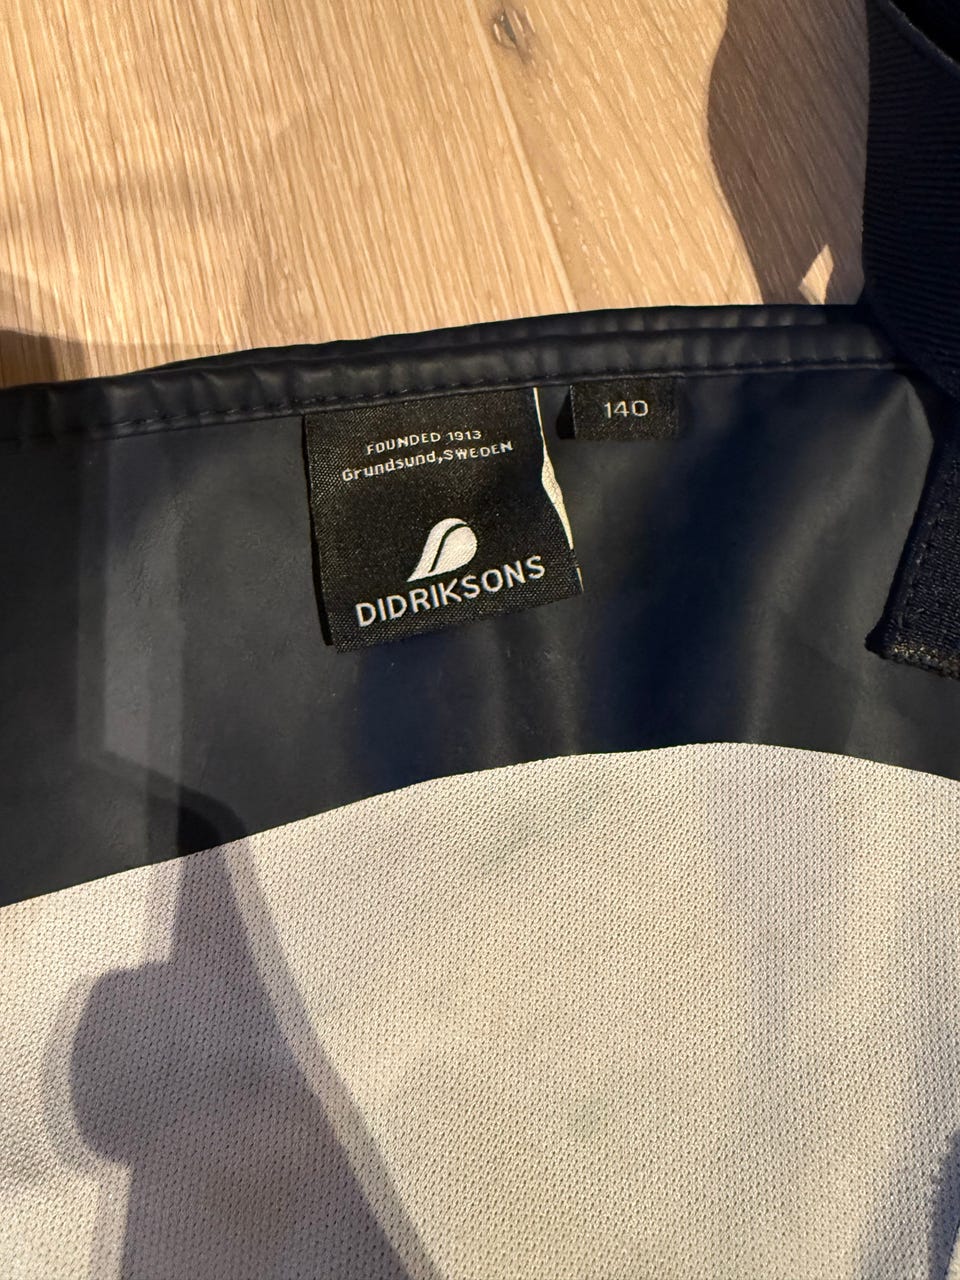 FOUNDED 1913
Grundsund,SWEDEN
DIDRIKSONS
140